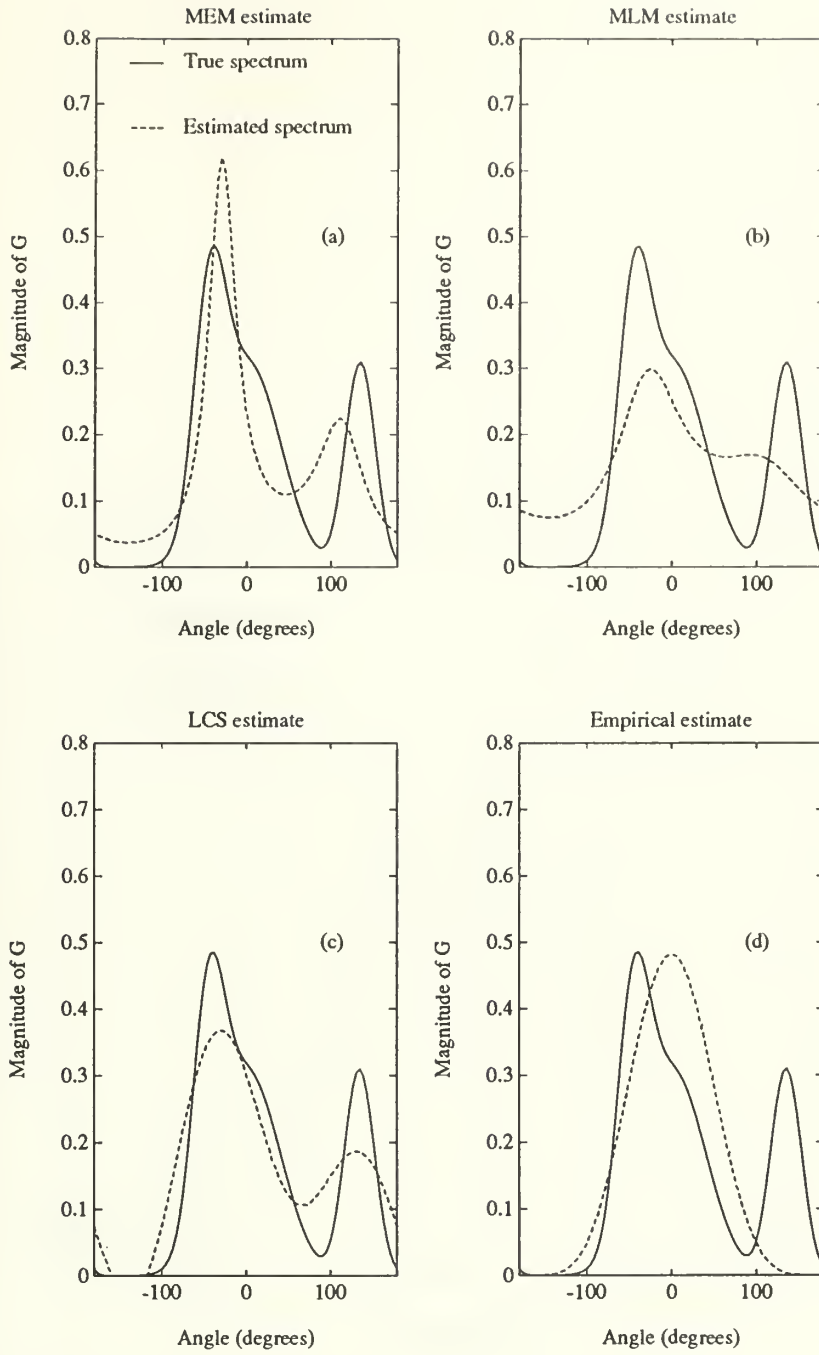 MEM estimate
0.8
0.7
0.6
0.5
0.4
0.3
0.2
0.1
0
True spectrum
Estimated spectrum
(a)
Magnitude of G
-100
0
100
Angle (degrees)
MLM estimate
0.8
0.7
0.6
0.5
0.4
0.3
0.2
0.1
0
(b)
Magnitude of G
-100
0
100
Angle (degrees)
LCS estimate
0.8
0.7
0.6
0.5
0.4
0.3
0.2
0.1
0
(c)
Magnitude of G
-100
0
100
Angle (degrees)
Empirical estimate
0.8
0.7
0.6
0.5
0.4
0.3
0.2
0.1
0
(d)
Magnitude of G
-100
0
100
Angle (degrees)